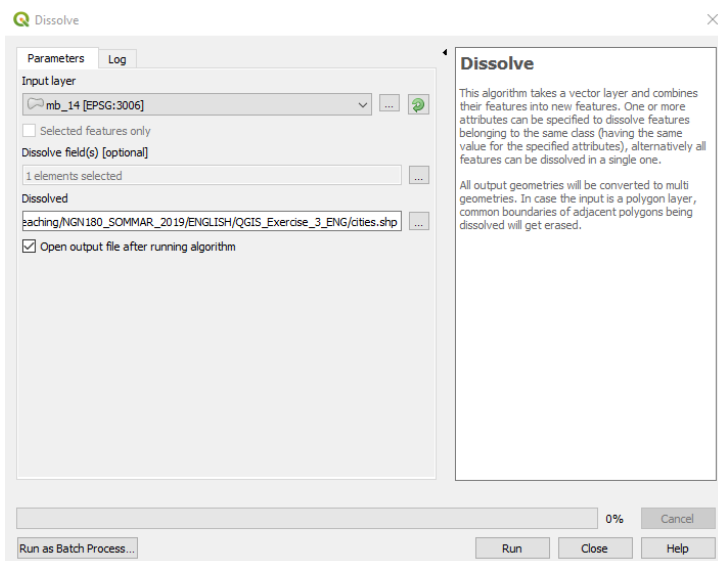 Dissolve
Parameters
Log
Input layer
mb_14 [EPSG:3006]
...
Selected features only
Dissolve field(s) [optional]
1 elements selected
...
Dissolved
eaching/NGN180_SOMMAR_2019/ENGLISH/QGIS_Exercise_3_ENG/cities.shp
...
Open output file after running algorithm
Dissolve
This algorithm takes a vector layer and combines
their features into new features. One or more
attributes can be specified to dissolve features
belonging to the same class (having the same
value for the specified attributes), alternatively all
features can be dissolved in a single one.
All output geometries will be converted to multi
geometries. In case the input is a polygon layer,
common boundaries of adjacent polygons being
dissolved will get erased.
0%
Cancel
Run as Batch Process...
Run
Close
Help